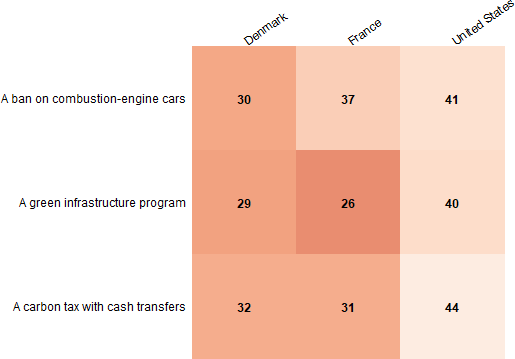 Denmark France United States
A ban on combustion-engine cars 30 37 41
A green infrastructure program 29 26 40
A carbon tax with cash transfers 32 31 44